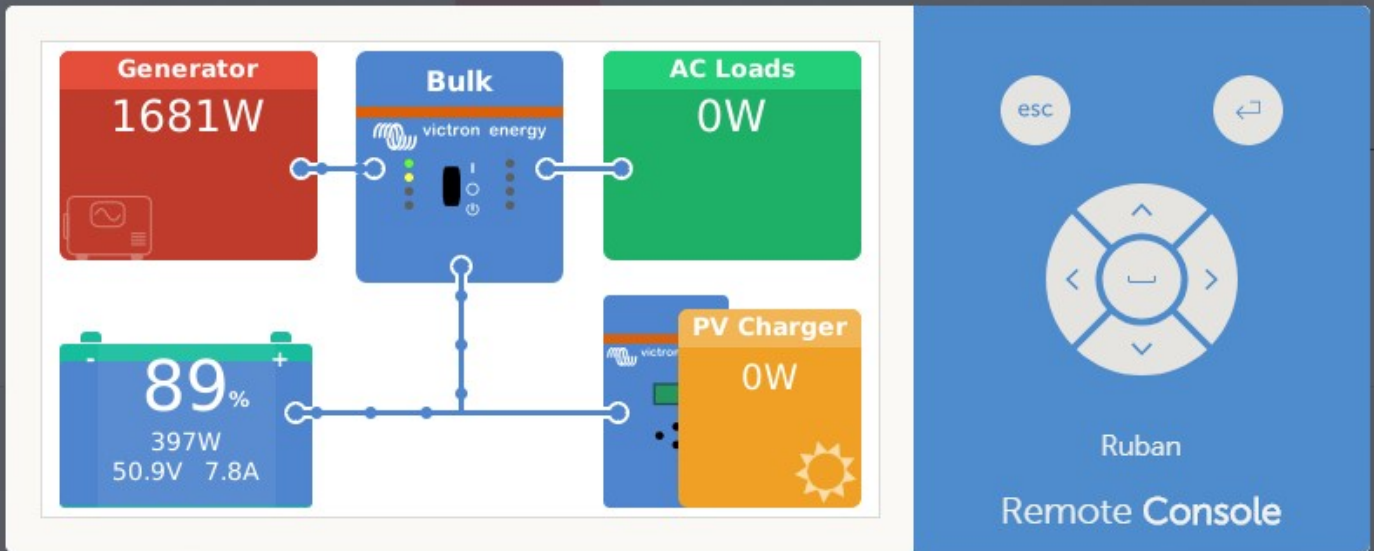 Generator
1681W
Bulk
victron energy
AC Loads
0W
esc
- +
89%
397W
50.9V 7.8A
victron
PV Charger
0W
Ruban
Remote Console